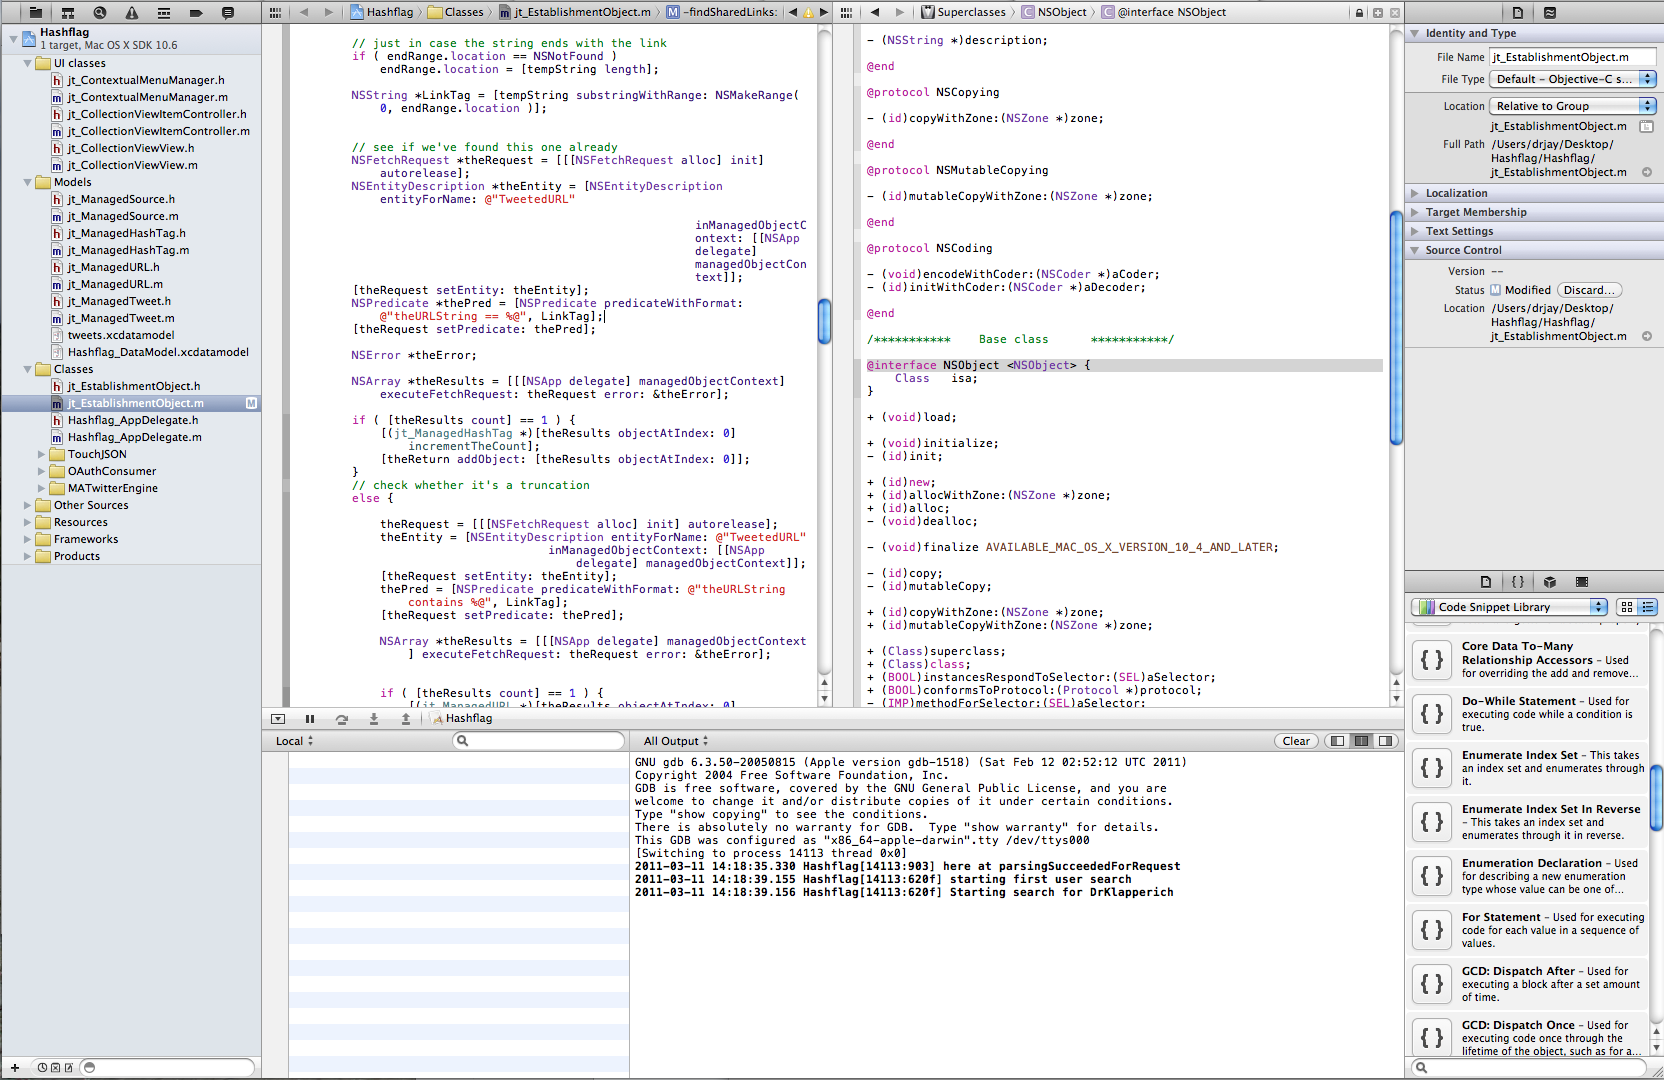 Hashflag
1 target, Mac OS X SDK 10.6
UI classes
jt_ContextualMenuManager.h
jt_ContextualMenuManager.m
jt_CollectionViewItemController.h
jt_CollectionViewItemController.m
jt_CollectionViewView.h
jt_CollectionViewView.m
Models
jt_ManagedSource.h
jt_ManagedSource.m
jt_ManagedHashTag.h
jt_ManagedHashTag.m
jt_ManagedURL.h
jt_ManagedURL.m
jt_ManagedTweet.h
jt_ManagedTweet.m
tweets.xcdatamodel
Hashflag_DataModel.xcdatamodel
Classes
jt_EstablishmentObject.h
jt_EstablishmentObject.m M
Hashflag_AppDelegate.h
Hashflag_AppDelegate.m
TouchJSON
OAuthConsumer
MATwitterEngine
Other Sources
Resources
Frameworks
Products
Hashflag Classes jt_EstablishmentObject.m -findSharedLinks:
// just in case the string ends with the link
if ( endRange.location == NSNotFound )
endRange.location = [tempString length];
NSString *LinkTag = [tempString substringWithRange: NSMakeRange(
0, endRange.location )];
// see if we've found this one already
NSFetchRequest *theRequest = [[[NSFetchRequest alloc] init]
autorelease];
NSEntityDescription *theEntity = [NSEntityDescription
entityForName: @"TweetedURL"
inManagedObjectC
ontext: [[NSApp
delegate]
managedObjectCon
text]];
[theRequest setEntity: theEntity];
NSPredicate *thePred = [NSPredicate predicateWithFormat:
@"theURLString == %@", LinkTag];
[theRequest setPredicate: thePred];
NSError *theError;
NSArray *theResults = [[[NSApp delegate] managedObjectContext]
executeFetchRequest: theRequest error: &theError];
if ( [theResults count] == 1 ) {
[(jt_ManagedHashTag *)[theResults objectAtIndex: 0]
incrementTheCount];
[theReturn addObject: [theResults objectAtIndex: 0]];
}
// check whether it's a truncation
else {
theRequest = [[[NSFetchRequest alloc] init] autorelease];
theEntity = [NSEntityDescription entityForName: @"TweetedURL"
inManagedObjectContext: [[NSApp
delegate] managedObjectContext]];
[theRequest setEntity: theEntity];
thePred = [NSPredicate predicateWithFormat: @"theURLString
contains %@", LinkTag];
[theRequest setPredicate: thePred];
NSArray *theResults = [[[NSApp delegate] managedObjectContext
] executeFetchRequest: theRequest error: &theError];
if ( [theResults count] == 1 ) {
[(jt_ManagedURL *)[theResults objectAtIndex: 0]
Superclasses NSObject @interface NSObject
- (NSString *)description;
@end
@protocol NSCopying
- (id)copyWithZone:(NSZone *)zone;
@end
@protocol NSMutableCopying
- (id)mutableCopyWithZone:(NSZone *)zone;
@end
@protocol NSCoding
- (void)encodeWithCoder:(NSCoder *)aCoder;
- (id)initWithCoder:(NSCoder *)aDecoder;
@end
/*********** Base class ***********/
@interface NSObject <NSObject> {
Class isa;
}
+ (void)load;
+ (void)initialize;
- (id)init;
+ (id)new;
+ (id)allocWithZone:(NSZone *)zone;
+ (id)alloc;
- (void)dealloc;
- (void)finalize AVAILABLE_MAC_OS_X_VERSION_10_4_AND_LATER;
- (id)copy;
- (id)mutableCopy;
+ (id)copyWithZone:(NSZone *)zone;
+ (id)mutableCopyWithZone:(NSZone *)zone;
+ (Class)superclass;
+ (Class)class;
+ (BOOL)instancesRespondToSelector:(SEL)aSelector;
+ (BOOL)conformsToProtocol:(Protocol *)protocol;
- (IMP)methodForSelector:(SEL)aSelector;
Hashflag
Local
All Output
Clear
GNU gdb 6.3.50-20050815 (Apple version gdb-1518) (Sat Feb 12 02:52:12 UTC 2011)
Copyright 2004 Free Software Foundation, Inc.
GDB is free software, covered by the GNU General Public License, and you are
welcome to change it and/or distribute copies of it under certain conditions.
Type "show copying" to see the conditions.
There is absolutely no warranty for GDB.  Type "show warranty" for details.
This GDB was configured as "x86_64-apple-darwin".tty /dev/ttys000
[Switching to process 14113 thread 0x0]
2011-03-11 14:18:35.330 Hashflag[14113:903] here at parsingSucceededForRequest
2011-03-11 14:18:39.155 Hashflag[14113:620f] starting first user search
2011-03-11 14:18:39.156 Hashflag[14113:620f] Starting search for DrKlapperich
Identity and Type
File Name jt_EstablishmentObject.m
File Type Default - Objective-C s...
Location Relative to Group
jt_EstablishmentObject.m
Full Path /Users/drjay/Desktop/
Hashflag/Hashflag/
jt_EstablishmentObject.m
Localization
Target Membership
Text Settings
Source Control
Version --
Status M Modified Discard...
Location /Users/drjay/Desktop/
Hashflag/Hashflag/
jt_EstablishmentObject.m
Code Snippet Library
Core Data To-Many
Relationship Accessors - Used
for overriding the add and remove...
Do-While Statement - Used for
executing code while a condition is
true.
Enumerate Index Set - This takes
an index set and enumerates through
it.
Enumerate Index Set In Reverse
- This takes an index set and
enumerates through it in reverse.
Enumeration Declaration - Used
for describing a new enumeration
type whose value can be one of...
For Statement - Used for executing
code for each value in a sequence of
values.
GCD: Dispatch After - Used for
executing a block after a set amount
of time.
GCD: Dispatch Once - Used for
executing code once through the
lifetime of the object, such as for a...